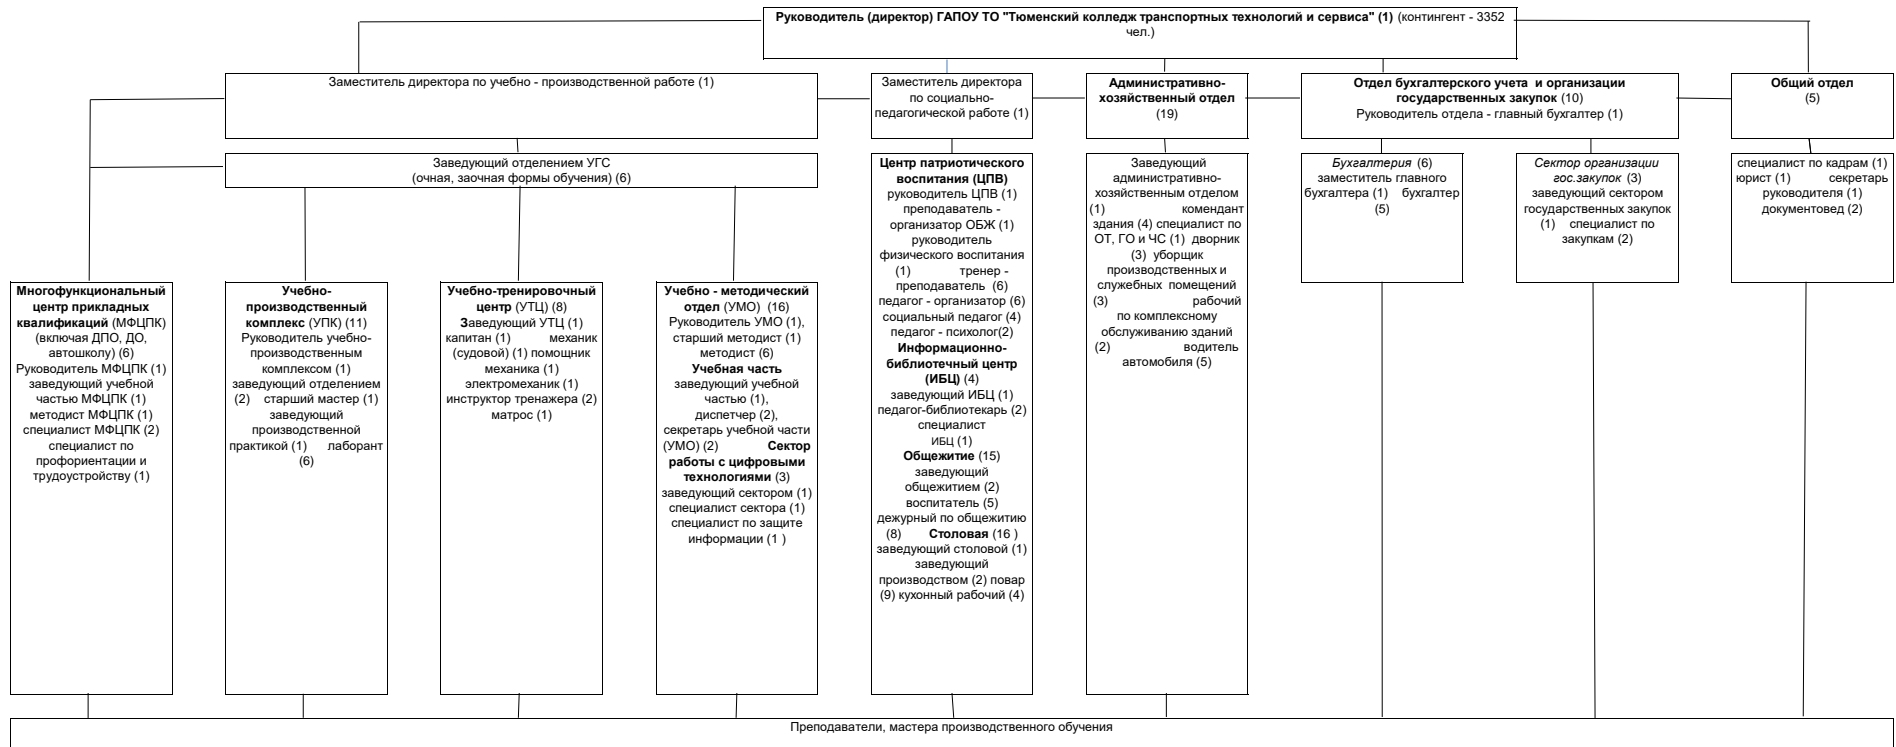 Руководитель (директор) ГАПОУ ТО "Тюменский колледж транспортных технологий и сервиса" (1) (контингент - 3352
чел.)
Заместитель директора по учебно - производственной работе (1)
Заместитель директора
по социально-
педагогической работе (1)
Административно-
хозяйственный отдел
(19)
Отдел бухгалтерского учета и организации
государственных закупок (10)
Руководитель отдела - главный бухгалтер (1)
Общий отдел
(5)
Заведующий отделением УГС
(очная, заочная формы обучения) (6)
Многофункциональный
центр прикладных
квалификаций (МФЦПК)
(включая ДПО, ДО,
автошколу) (6)
Руководитель МФЦПК (1)
заведующий учебной
частью МФЦПК (1)
методист МФЦПК (1)
специалист МФЦПК (2)
специалист по
профориентации и
трудоустройству (1)
Учебно-
производственный
комплекс (УПК) (11)
Руководитель учебно-
производственным
комплексом (1)
заведующий отделением
(2) старший мастер (1)
заведующий
производственной
практикой (1) лаборант
(6)
Учебно-тренировочный
центр (УТЦ) (8)
Заведующий УТЦ (1)
капитан (1) механик
(судовой) (1) помощник
механика (1)
электромеханик (1)
инструктор тренажера (2)
матрос (1)
Учебно - методический
отдел (УМО) (16)
Руководитель УМО (1),
старший методист (1)
методист (6)
Учебная часть
заведующий учебной
частью (1),
диспетчер (2),
секретарь учебной части
(УМО) (2) Сектор
работы с цифровыми
технологиями (3)
заведующий сектором (1)
специалист сектора (1)
специалист по защите
информации (1 )
Центр патриотического
воспитания (ЦПВ)
руководитель ЦПВ (1)
преподаватель -
организатор ОБЖ (1)
руководитель
физического воспитания
(1) тренер -
преподаватель (6)
педагог - организатор (6)
социальный педагог (4)
педагог - психолог(2)
Информационно-
библиотечный центр
(ИБЦ) (4)
заведующий ИБЦ (1)
педагог-библиотекарь (2)
специалист
ИБЦ (1)
Общежитие (15)
заведующий
общежитием (2)
воспитатель (5)
дежурный по общежитию
(8) Столовая (16 )
заведующий столовой (1)
заведующий
производством (2) повар
(9) кухонный рабочий (4)
Заведующий
административно-
хозяйственным отделом
(1) комендант
здания (4) специалист по
ОТ, ГО и ЧС (1) дворник
(3) уборщик
производственных и
служебных помещений
(3) рабочий
по комплексному
обслуживанию зданий
(2) водитель
автомобиля (5)
Бухгалтерия (6)
заместитель главного
бухгалтера (1) бухгалтер
(5)
Сектор организации
гос.закупок (3)
заведующий сектором
государственных закупок
(1) специалист по
закупкам (2)
специалист по кадрам (1)
юрист (1) секретарь
руководителя (1)
документовед (2)
Преподаватели, мастера производственного обучения